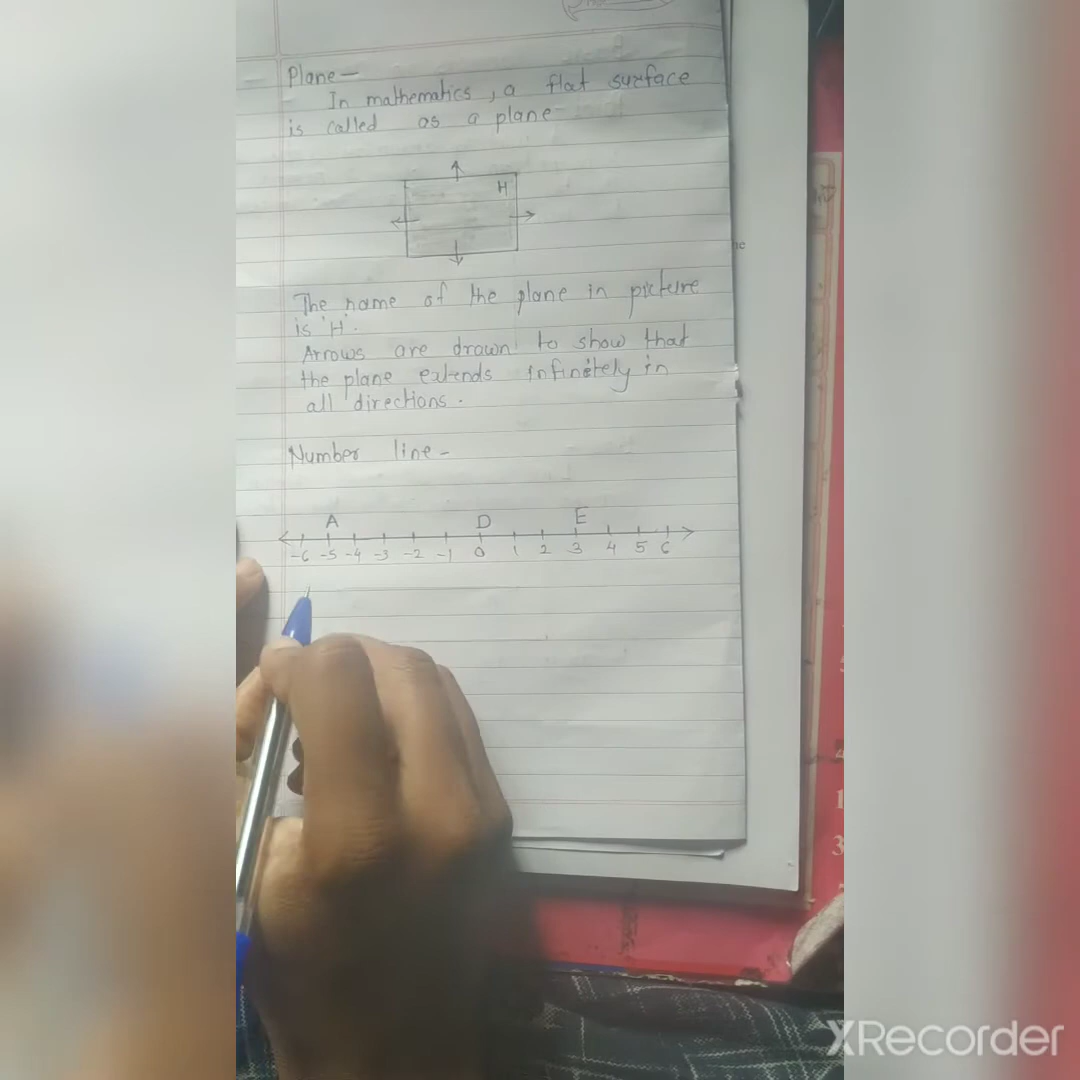 Plane—
In mathematics, a flat surface
is called as a plane
H
The name of the plane in picture
is 'H'.
Arrows are drawn to show that
the plane extends infinitely in
all directions.
Number line-
A D E
-6 -5 -4 -3 -2 -1 0 1 2 3 4 5 6
XRecorder